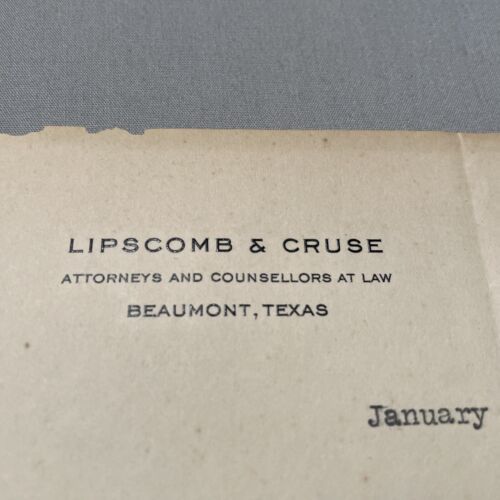 LIPSCOMB & CRUSE
ATTORNEYS AND COUNSELLORS AT LAW
BEAUMONT, TEXAS
January